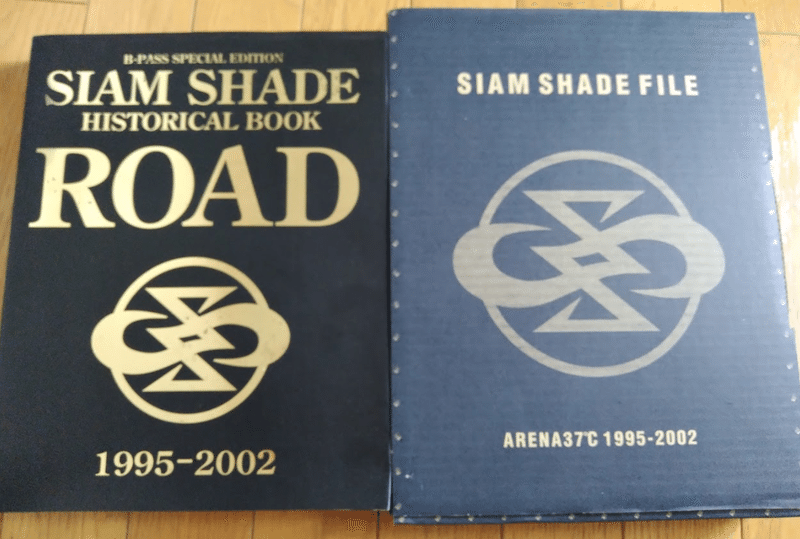 B-PASS SPECIAL EDITION
SIAM SHADE
HISTORICAL BOOK
ROAD
1995-2002
SIAM SHADE FILE
ARENA37℃ 1995-2002